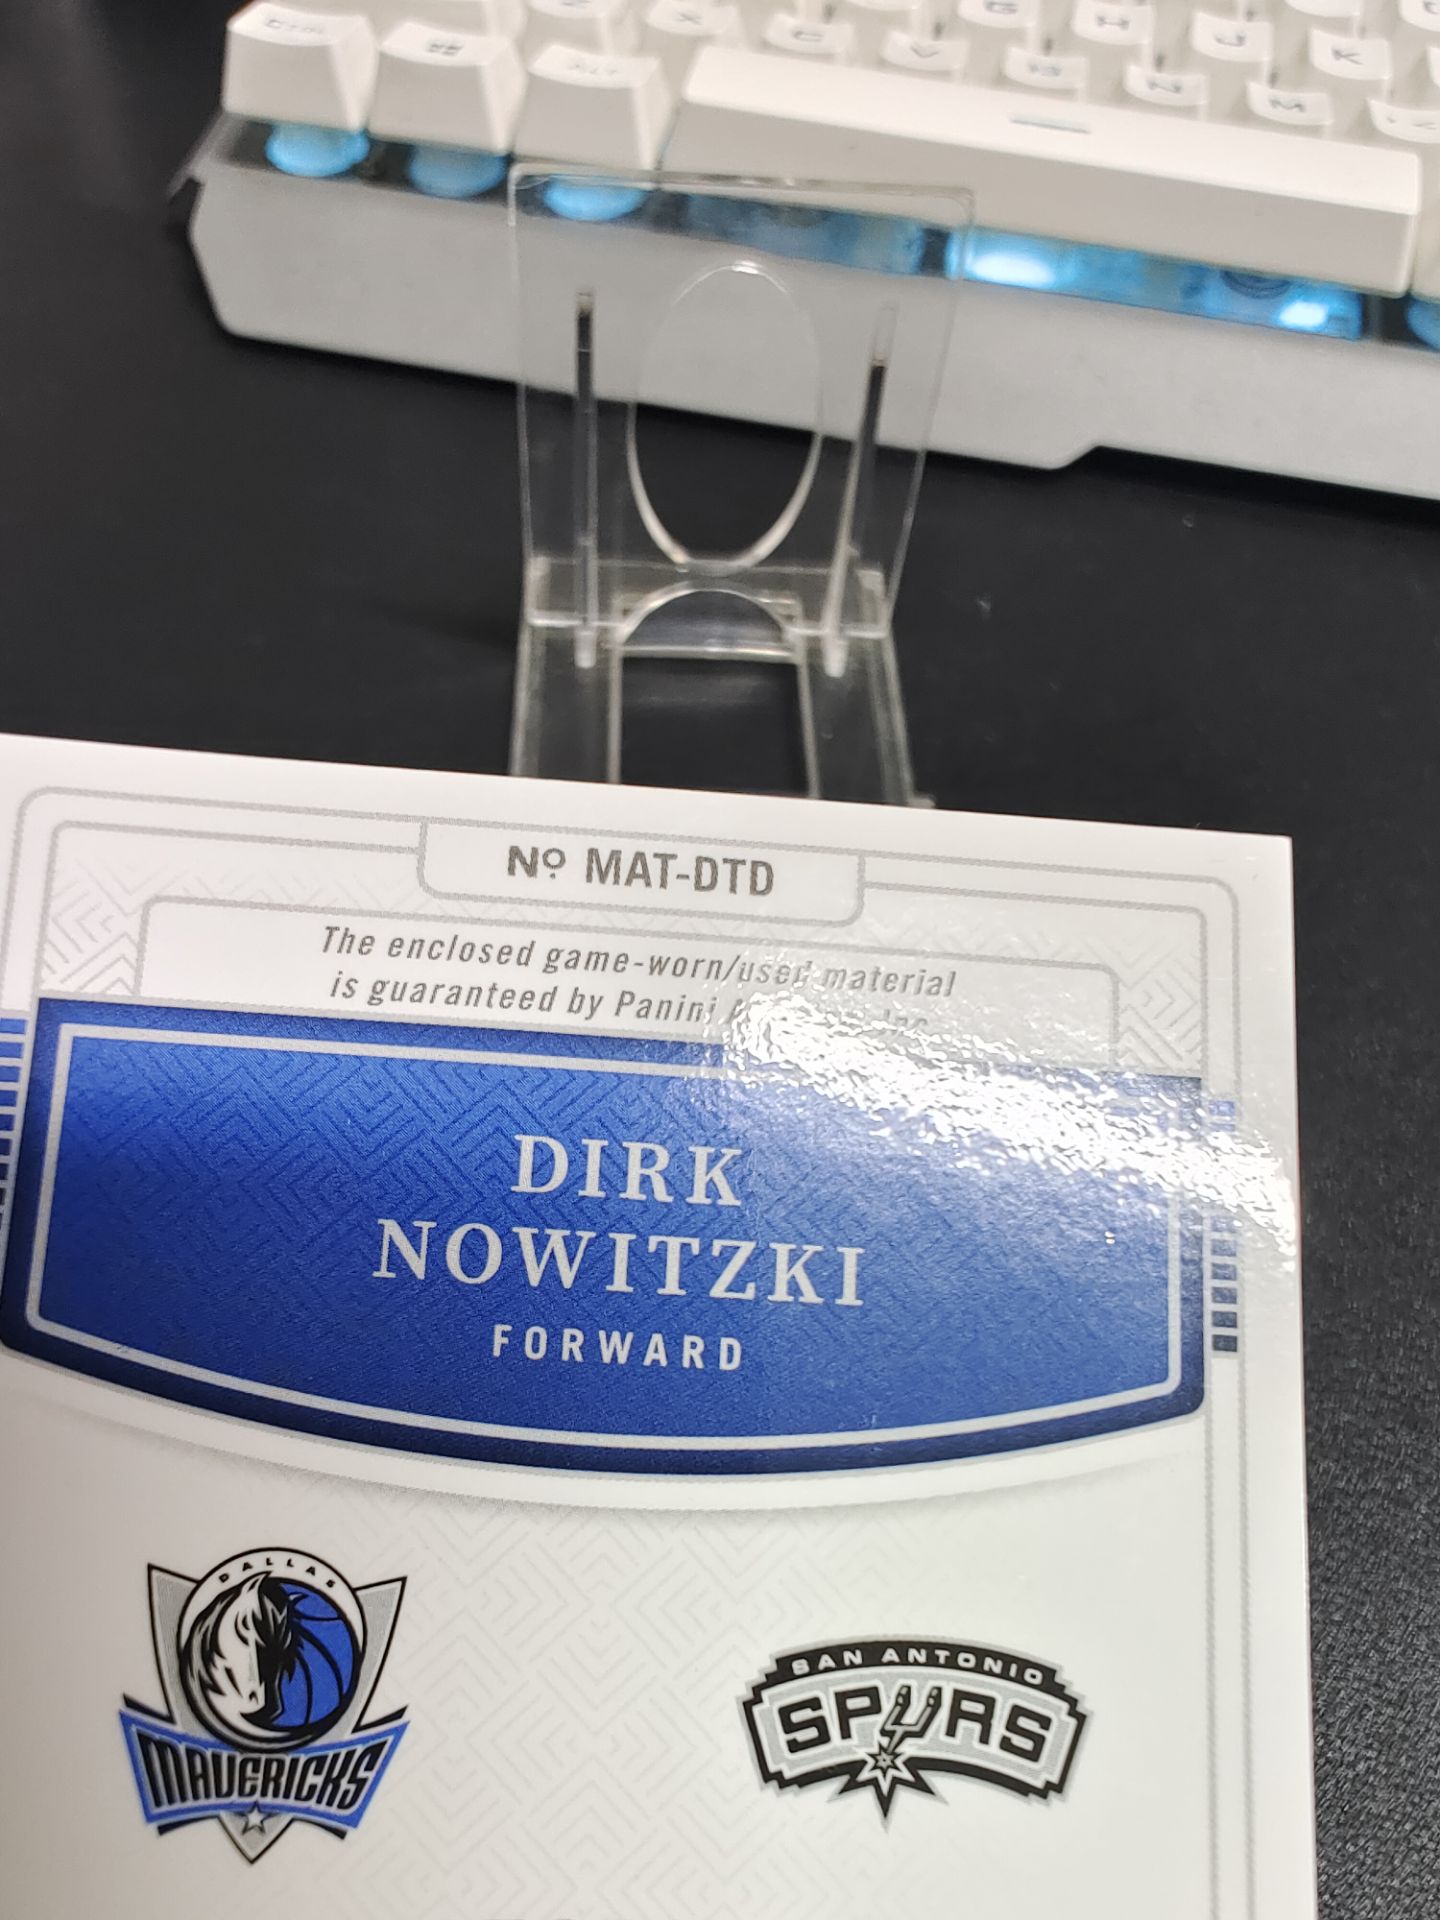 Z X C V B N M
G H J K
ALT
Nº MAT-DTD
The enclosed game-worn/used material
is guaranteed by Panini
DIRK
NOWITZKI
FORWARD
DALLAS
MAVERICKS
SAN ANTONIO
SPURS